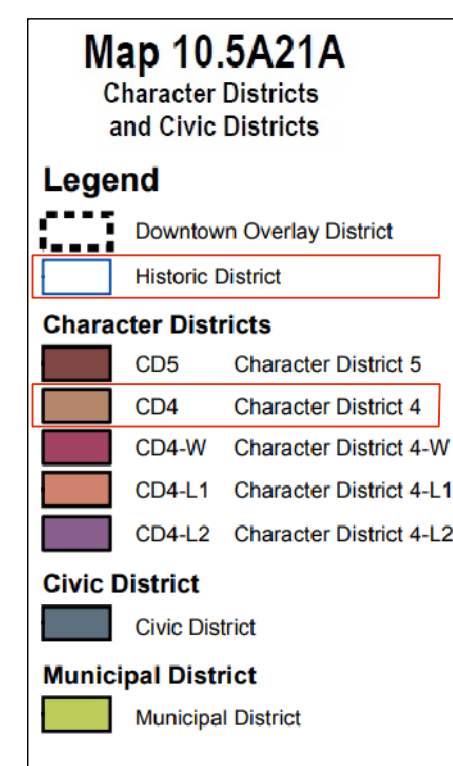 Map 10.5A21A
Character Districts
and Civic Districts
Legend
Downtown Overlay District
Historic District
Character Districts
CD5 Character District 5
CD4 Character District 4
CD4-W Character District 4-W
CD4-L1 Character District 4-L1
CD4-L2 Character District 4-L2
Civic District
Civic District
Municipal District
Municipal District